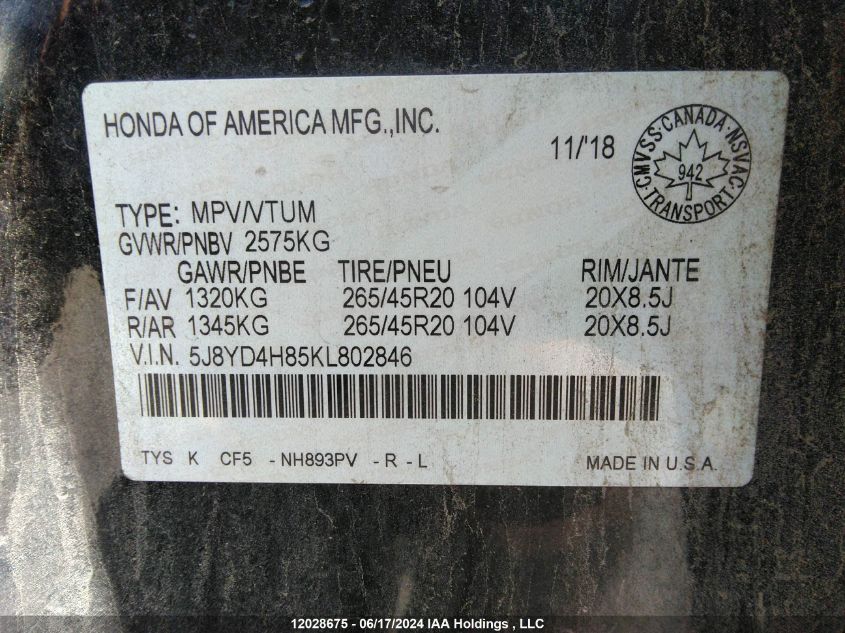 HONDA OF AMERICA MFG.,INC.
11/'18
CMVSS·CANADA·NSVAC·
942
TRANSPORT
TYPE: MPV/VTUM
GVWR/PNBV 2575KG
GAWR/PNBE TIRE/PNEU RIM/JANTE
F/AV 1320KG 265/45R20 104V 20X8.5J
R/AR 1345KG 265/45R20 104V 20X8.5J
V.I.N. 5J8YD4H85KL802846
TYS K CF5 -NH893PV -R -L MADE IN U.S.A.
12028675 - 06/17/2024 IAA Holdings , LLC